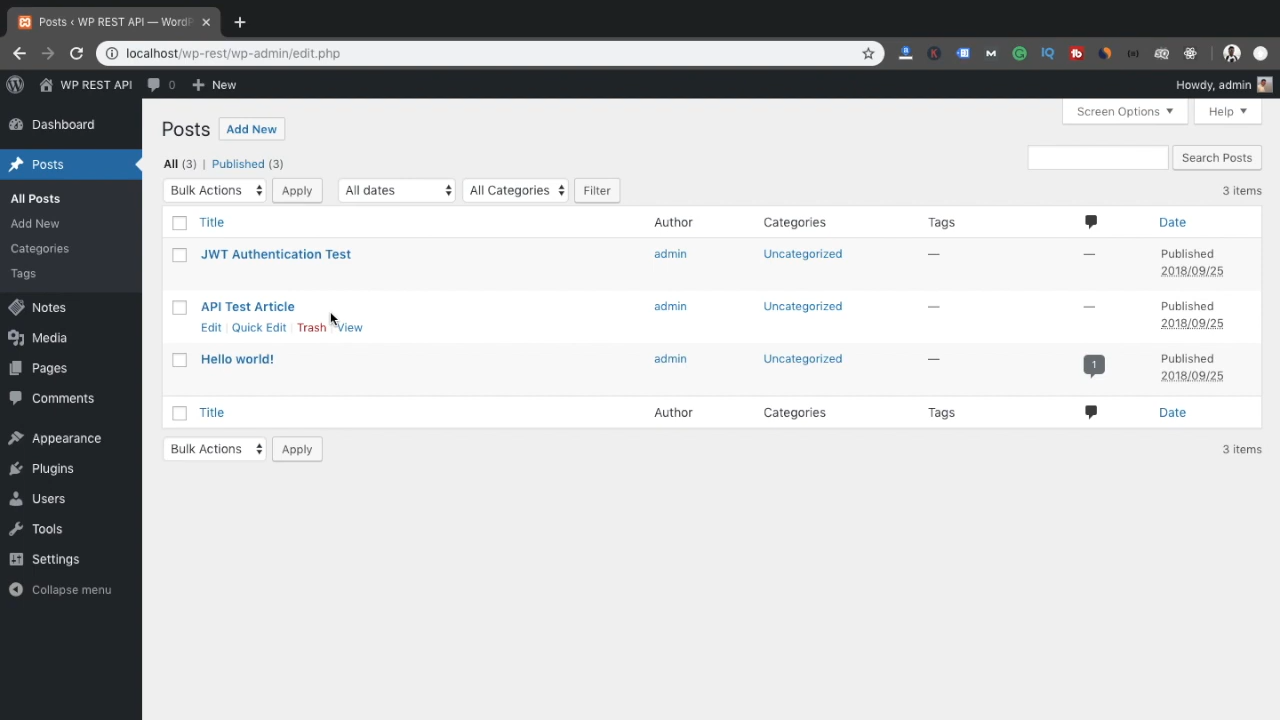 Posts ‹ WP REST API — WordP
localhost/wp-rest/wp-admin/edit.php
WP REST API 0 New Howdy, admin
Dashboard
Posts
All Posts
Add New
Categories
Tags
Notes
Media
Pages
Comments
Appearance
Plugins
Users
Tools
Settings
Collapse menu
Screen Options Help
Posts Add New
All (3) | Published (3)
Search Posts
Bulk Actions Apply All dates All Categories Filter 3 items
Title Author Categories Tags Date
JWT Authentication Test admin Uncategorized — — Published
2018/09/25
API Test Article admin Uncategorized — — Published
Edit | Quick Edit | Trash | View 2018/09/25
Hello world! admin Uncategorized — 1 Published
2018/09/25
Title Author Categories Tags Date
Bulk Actions Apply 3 items